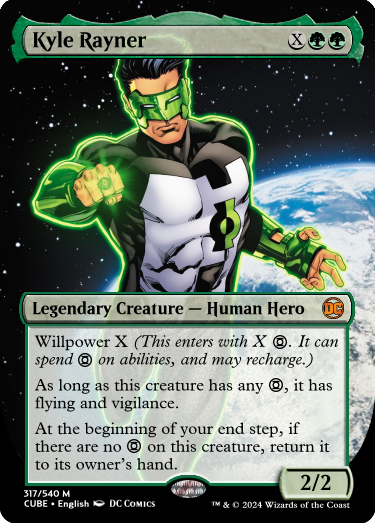 Kyle Rayner X
Legendary Creature — Human Hero DC
Willpower X (This enters with X . It can
spend on abilities, and may recharge.)
As long as this creature has any , it has
flying and vigilance.
At the beginning of your end step, if
there are no on this creature, return it
to its owner's hand.
2/2
317/540 M
CUBE • English DC COMICS
™ & © 2024 Wizards of the Coast